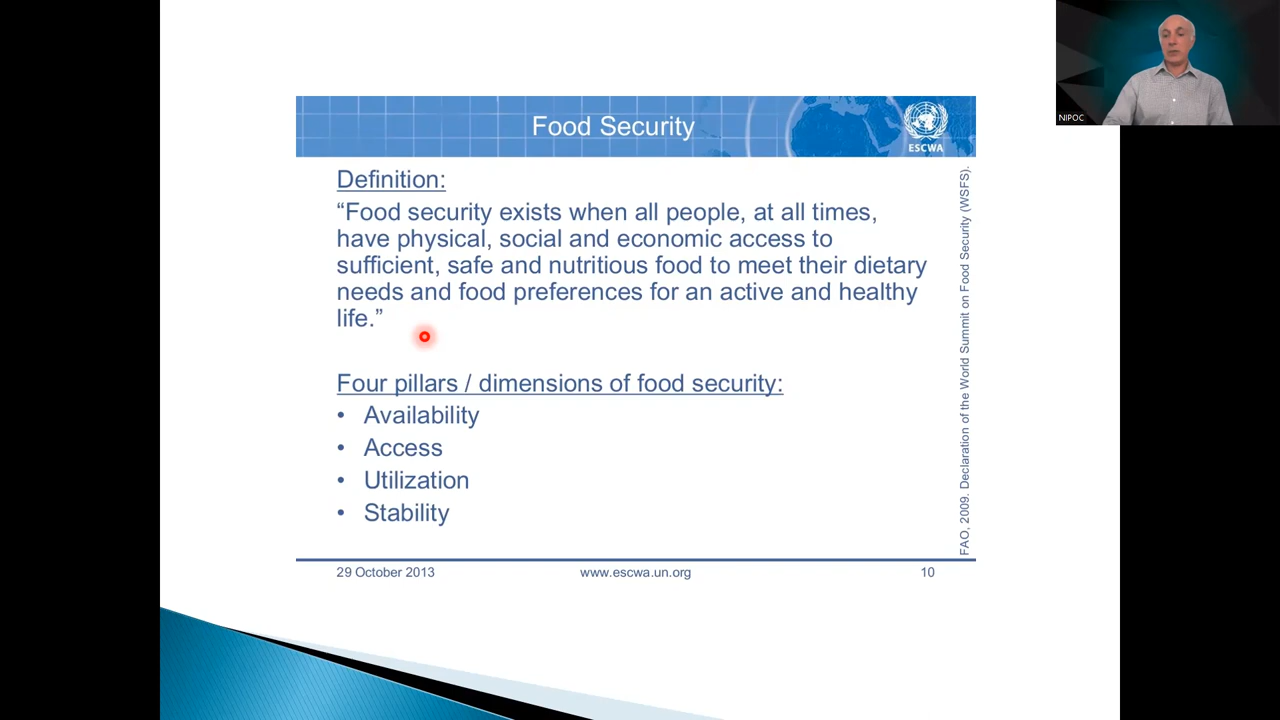 NIPOC
Food Security
ESCWA
Definition:
“Food security exists when all people, at all times,
have physical, social and economic access to
sufficient, safe and nutritious food to meet their dietary
needs and food preferences for an active and healthy
life.”
Four pillars / dimensions of food security:
• Availability
• Access
• Utilization
• Stability
FAO, 2009. Declaration of the World Summit on Food Security (WSFS).
29 October 2013
www.escwa.un.org
10